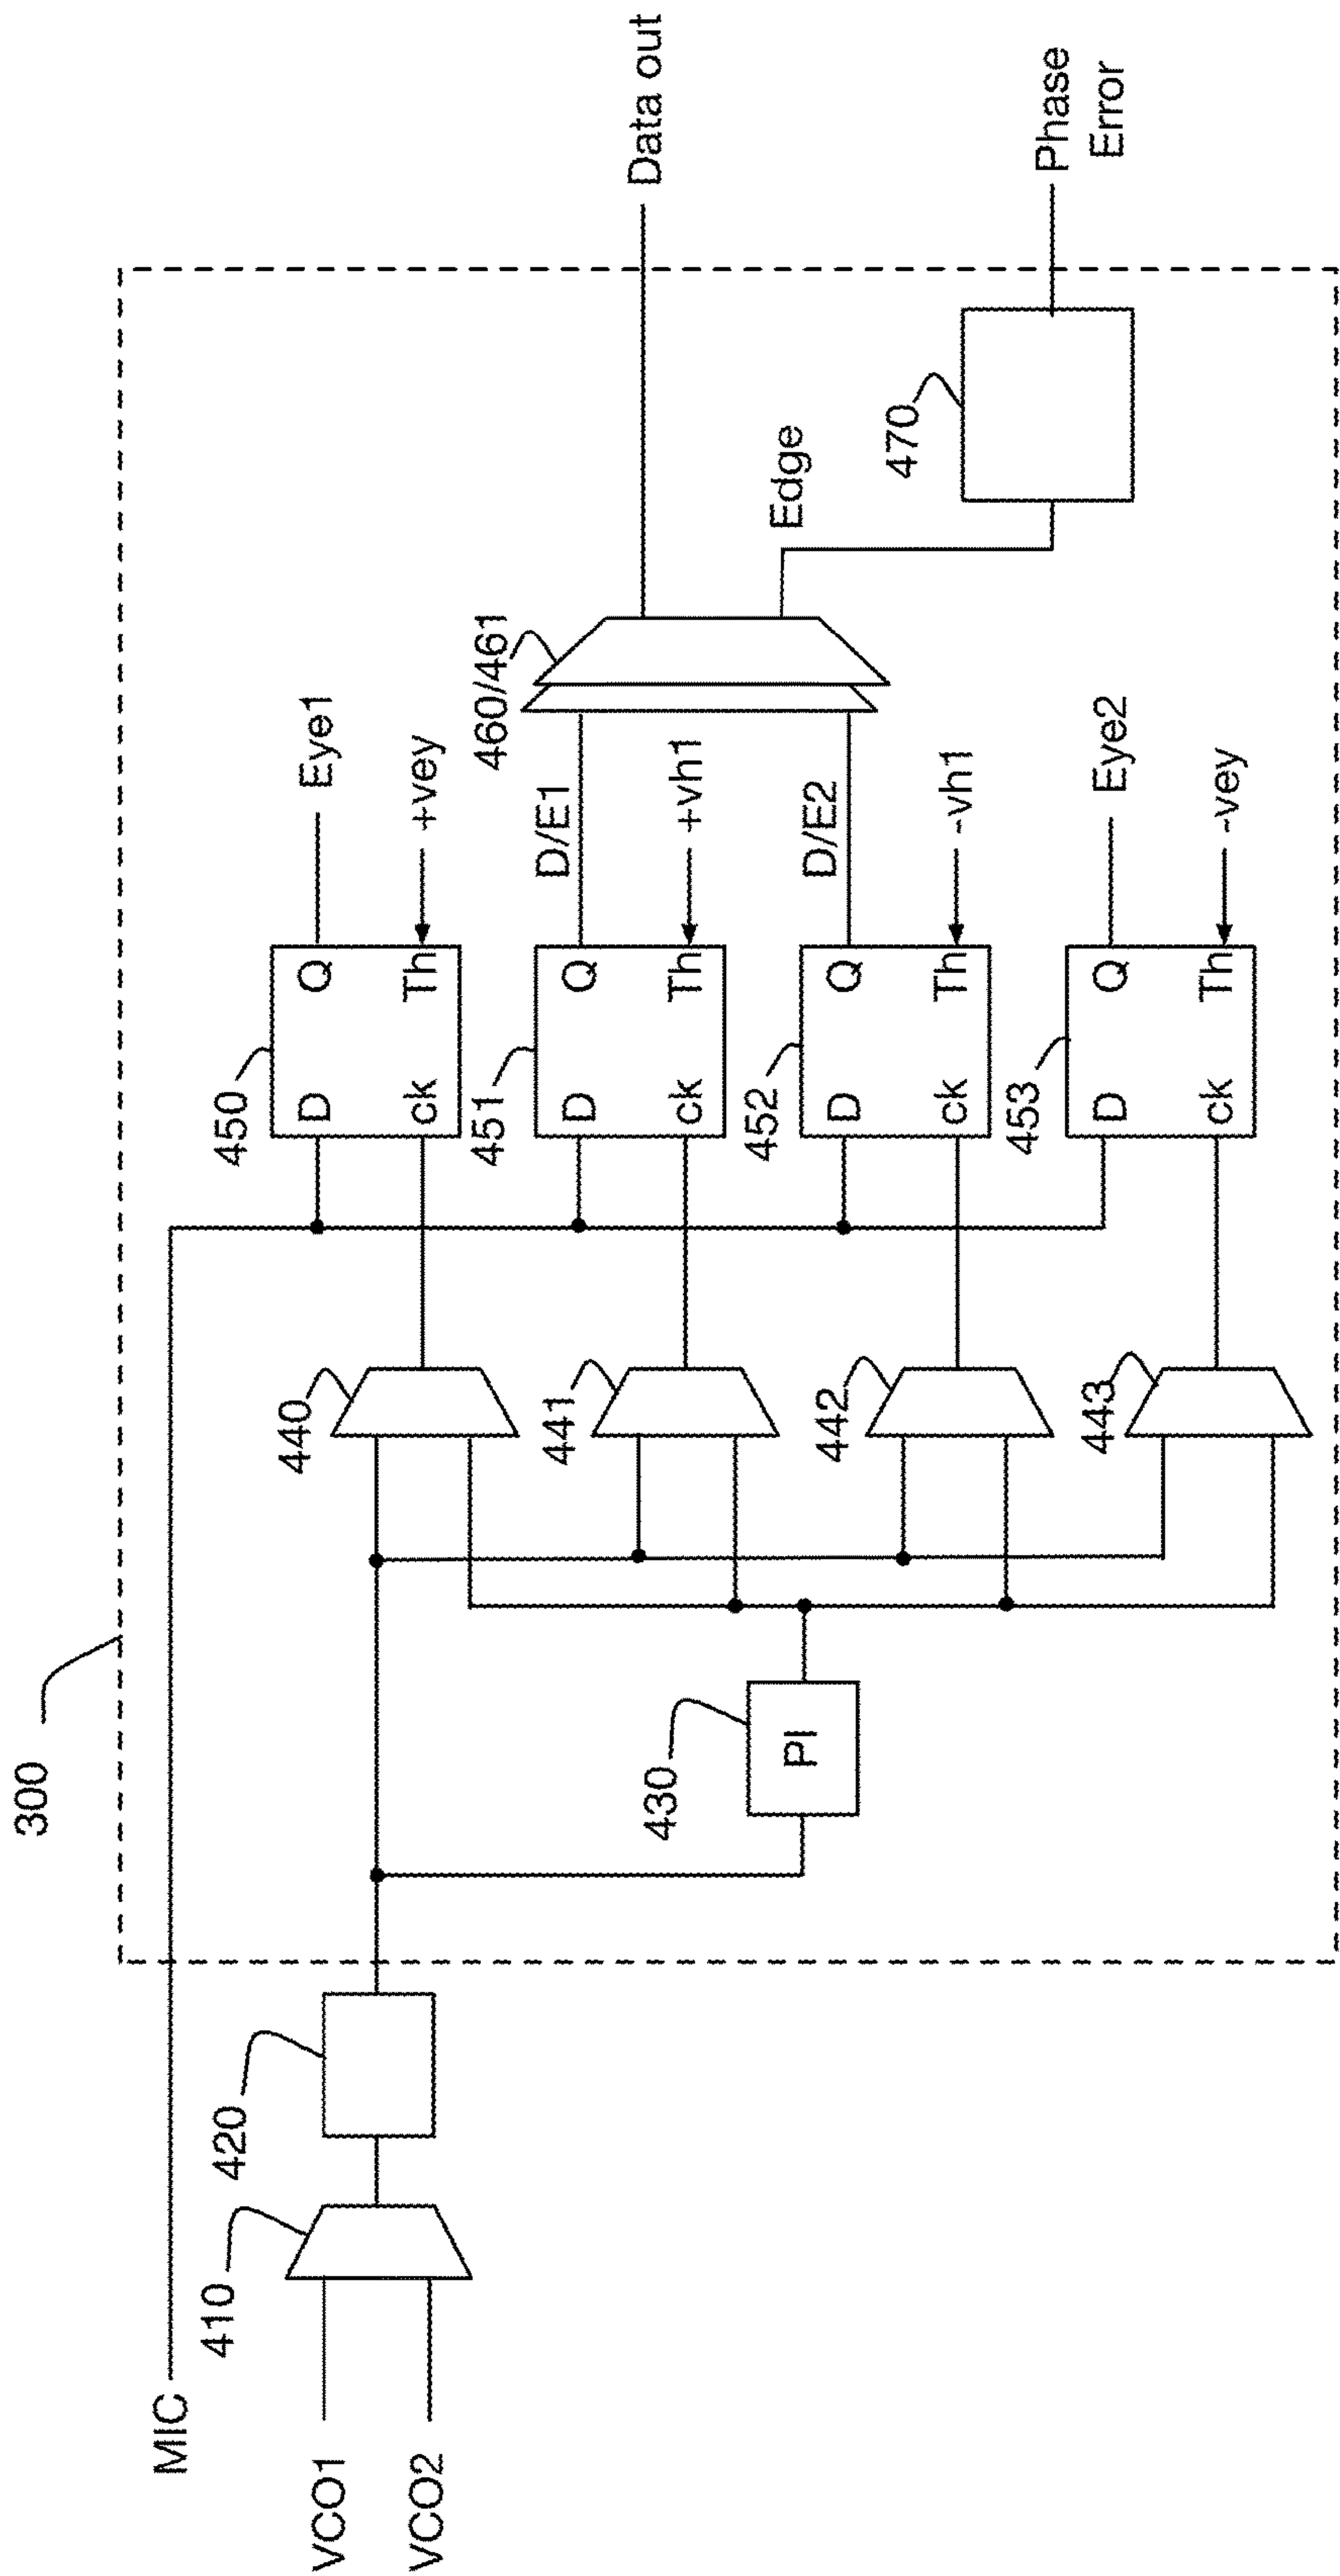 300
MIC
VCO1
VCO2
410
420
430
PI
440
441
442
443
450
D
Q
ck
Th
Eye1
+vey
451
D
Q
ck
Th
D/E1
+vh1
452
D
Q
ck
Th
D/E2
-vh1
453
D
Q
ck
Th
Eye2
-vey
460/461
Edge
470
Data out
Phase
Error